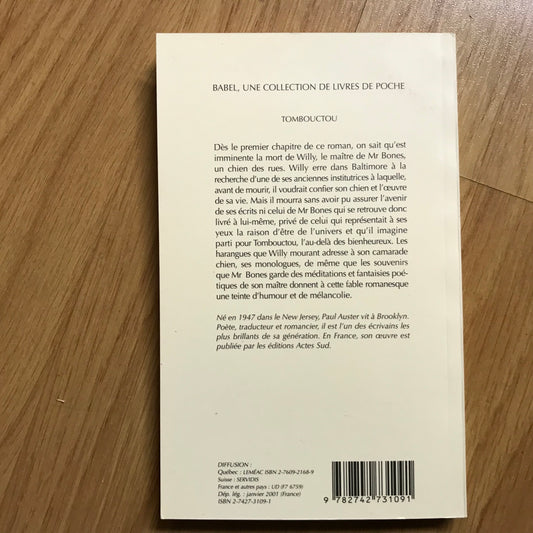 BABEL, UNE COLLECTION DE LIVRES DE POCHE
TOMBOUCTOU
Dès le premier chapitre de ce roman, on sait qu'est
imminente la mort de Willy, le maître de Mr Bones,
un chien des rues. Willy erre dans Baltimore à la
recherche d'une de ses anciennes institutrices à laquelle,
avant de mourir, il voudrait confier son chien et l'œuvre
de sa vie. Mais il mourra sans avoir pu assurer l'avenir
de ses écrits ni celui de Mr Bones qui se retrouve donc
livré à lui-même, privé de celui qui représentait à ses
yeux la raison d'être de l'univers et qu'il imagine
parti pour Tombouctou, l'au-delà des bienheureux. Les
harangues que Willy mourant adresse à son camarade
chien, ses monologues, de même que les souvenirs
que Mr Bones garde des méditations et fantaisies poé-
tiques de son maître donnent à cette fable romanesque
une teinte d'humour et de mélancolie.
Né en 1947 dans le New Jersey, Paul Auster vit à Brooklyn.
Poète, traducteur et romancier, il est l'un des écrivains les
plus brillants de sa génération. En France, son œuvre est
publiée par les éditions Actes Sud.
DIFFUSION :
Québec : LEMÉAC ISBN 2-7609-2168-9
Suisse : SERVIDIS
France et autres pays : UD (F7 6759)
Dép. lég. : janvier 2001 (France)
ISBN 2-7427-3109-1
9 782742 731091